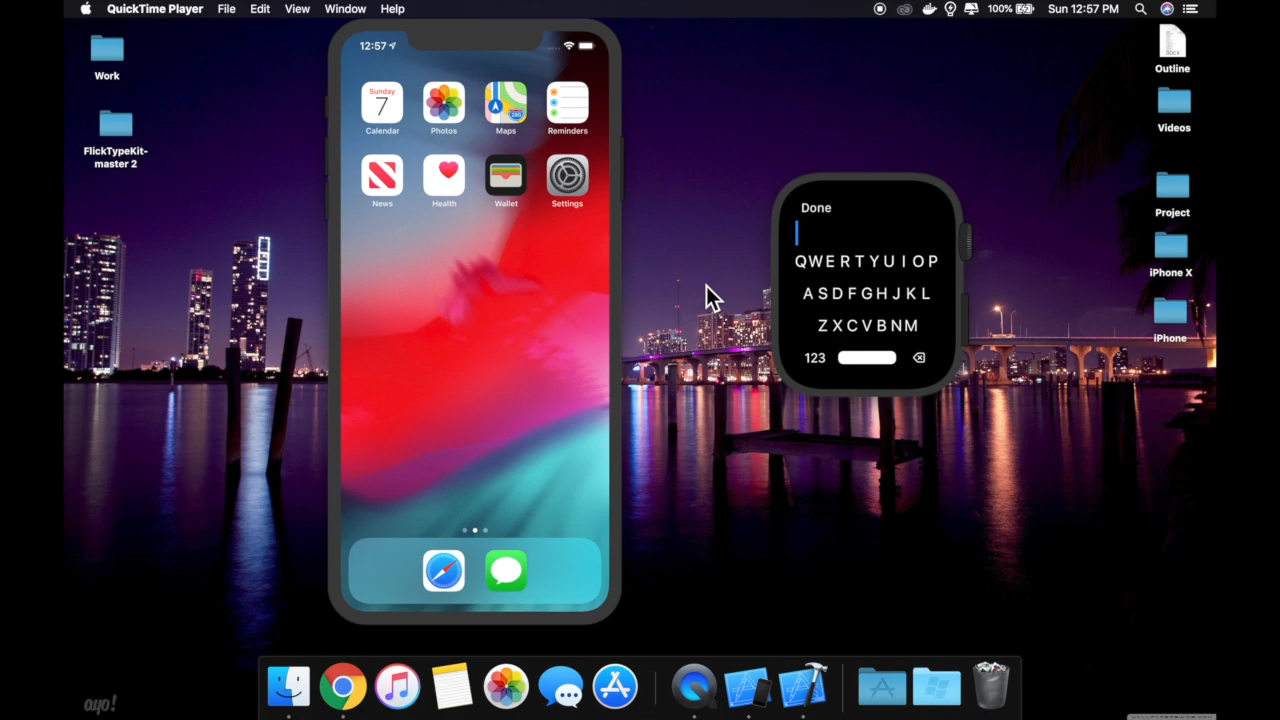 QuickTime Player File Edit View Window Help 100% Sun 12:57 PM
Work
FlickTypeKit-
master 2
12:57
Sunday
7
280
Calendar Photos Maps Reminders
News Health Wallet Settings
Done
QWERTYUIOP
ASDFGHJKL
ZXCVBNM
123
DOCX
Outline
Videos
Project
iPhone X
iPhone
ayo!